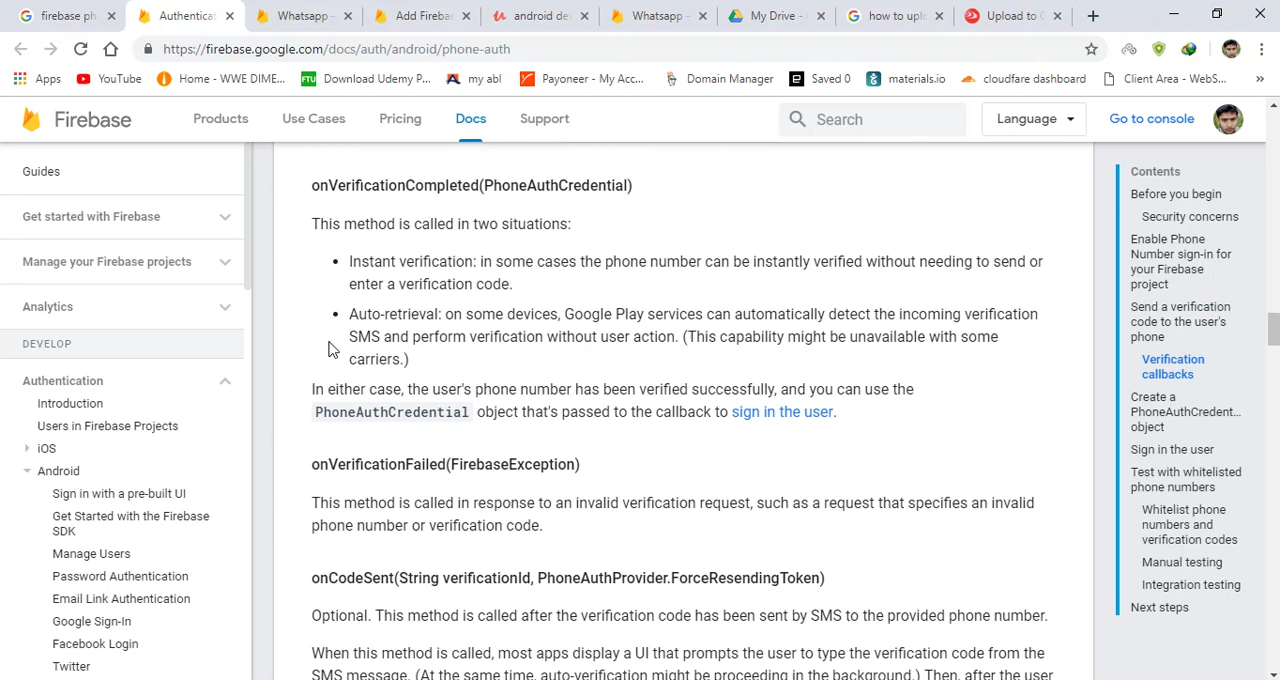 firebase ph
Authenticat
Whatsapp -
Add Firebas
android de
Whatsapp -
My Drive -
how to uplo
Upload to C
https://firebase.google.com/docs/auth/android/phone-auth
Apps
YouTube
Home - WWE DIME...
FTU
Download Udemy P...
my abl
Payoneer - My Acc...
Domain Manager
Saved 0
materials.io
cloudfare dashboard
Client Area - WebS...
»
Firebase
Products
Use Cases
Pricing
Docs
Support
Search
Language
Go to console
Guides
Get started with Firebase
Manage your Firebase projects
Analytics
DEVELOP
Authentication
Introduction
Users in Firebase Projects
iOS
Android
Sign in with a pre-built UI
Get Started with the Firebase
SDK
Manage Users
Password Authentication
Email Link Authentication
Google Sign-In
Facebook Login
Twitter
onVerificationCompleted(PhoneAuthCredential)
This method is called in two situations:
• Instant verification: in some cases the phone number can be instantly verified without needing to send or
enter a verification code.
• Auto-retrieval: on some devices, Google Play services can automatically detect the incoming verification
SMS and perform verification without user action. (This capability might be unavailable with some
carriers.)
In either case, the user's phone number has been verified successfully, and you can use the
PhoneAuthCredential object that's passed to the callback to sign in the user.
onVerificationFailed(FirebaseException)
This method is called in response to an invalid verification request, such as a request that specifies an invalid
phone number or verification code.
onCodeSent(String verificationId, PhoneAuthProvider.ForceResendingToken)
Optional. This method is called after the verification code has been sent by SMS to the provided phone number.
When this method is called, most apps display a UI that prompts the user to type the verification code from the
SMS message. (At the same time, auto-verification might be proceeding in the background.) Then, after the user
Contents
Before you begin
Security concerns
Enable Phone
Number sign-in for
your Firebase
project
Send a verification
code to the user's
phone
Verification
callbacks
Create a
PhoneAuthCredent...
object
Sign in the user
Test with whitelisted
phone numbers
Whitelist phone
numbers and
verification codes
Manual testing
Integration testing
Next steps